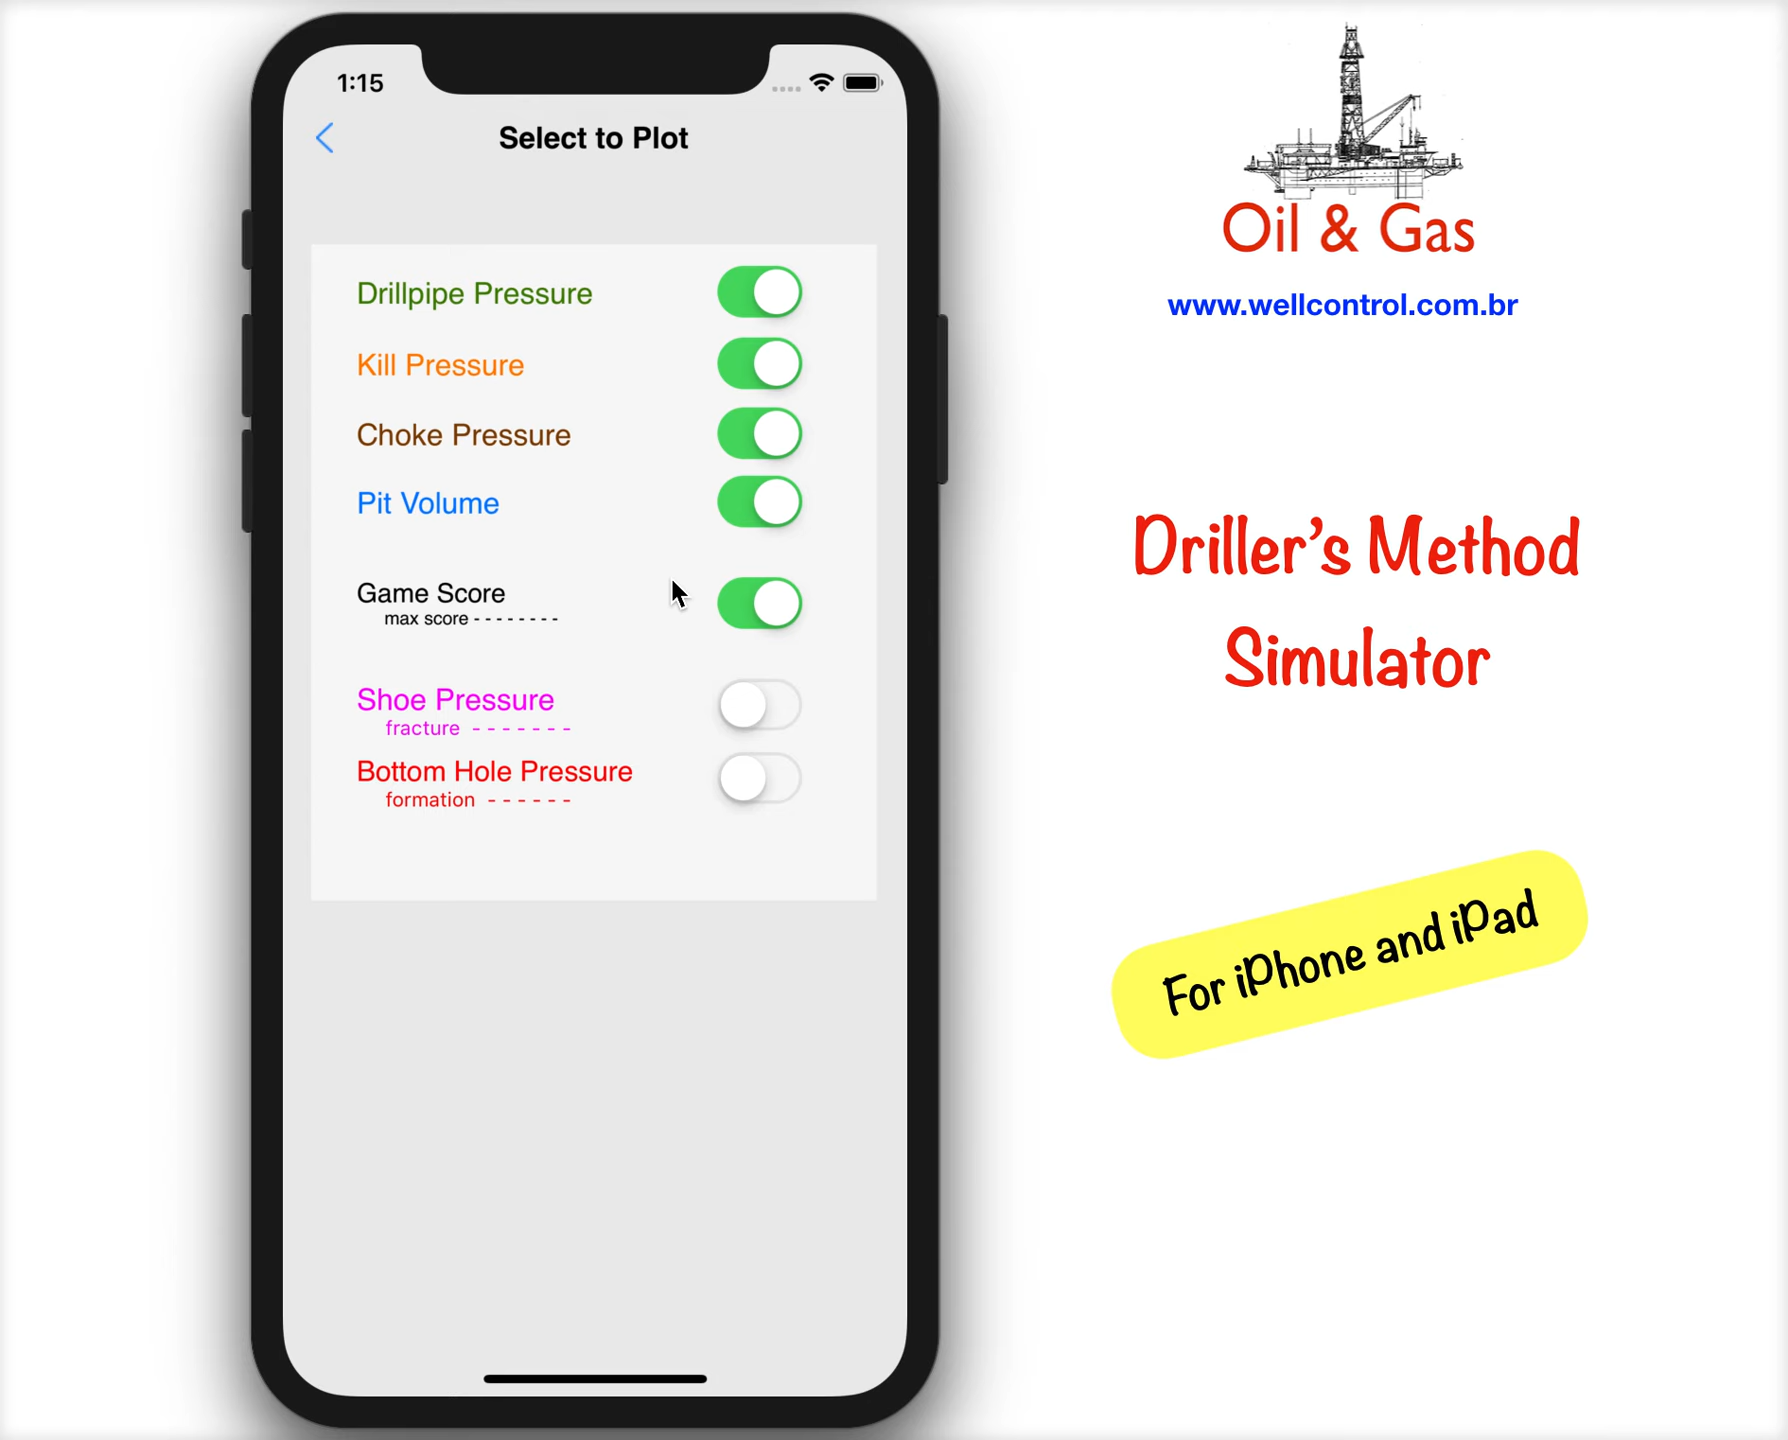 1:15
Select to Plot
Drillpipe Pressure
Kill Pressure
Choke Pressure
Pit Volume
Game Score
max score - - - - - - - -
Shoe Pressure
fracture - - - - - - -
Bottom Hole Pressure
formation - - - - - -
Oil & Gas
www.wellcontrol.com.br
Driller's Method
Simulator
For iPhone and iPad